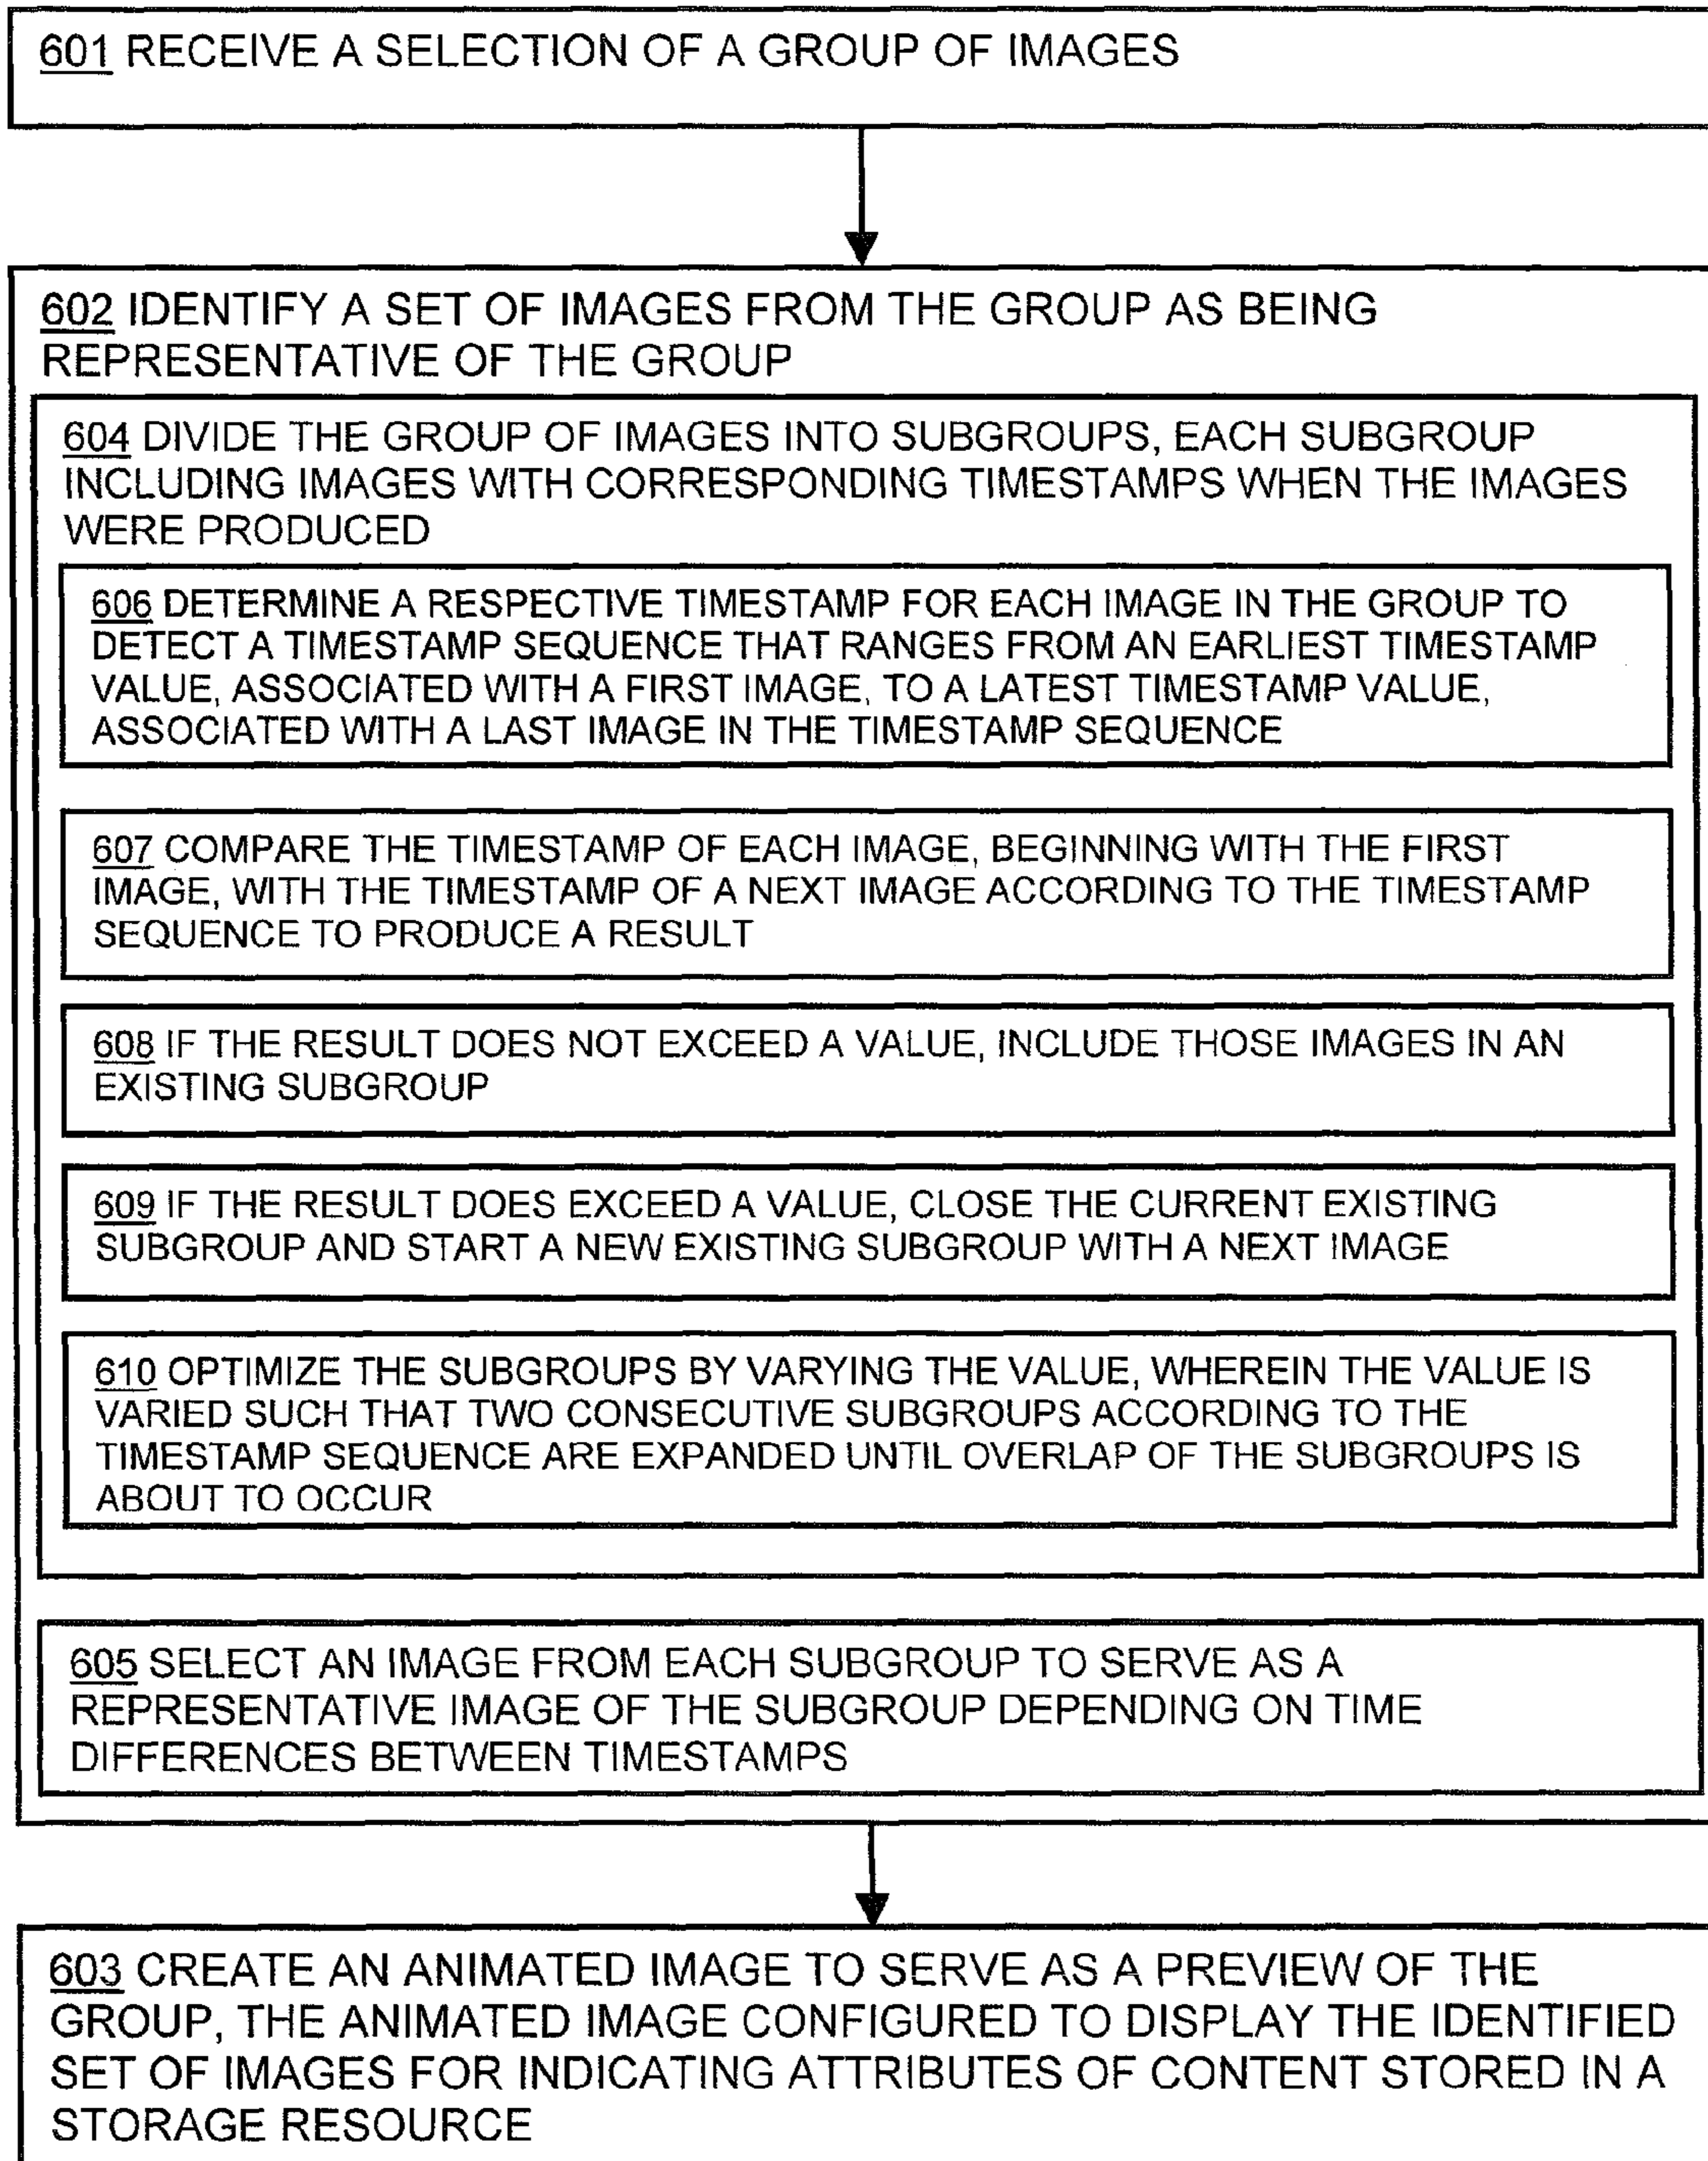 601 RECEIVE A SELECTION OF A GROUP OF IMAGES
602 IDENTIFY A SET OF IMAGES FROM THE GROUP AS BEING
REPRESENTATIVE OF THE GROUP
604 DIVIDE THE GROUP OF IMAGES INTO SUBGROUPS, EACH SUBGROUP
INCLUDING IMAGES WITH CORRESPONDING TIMESTAMPS WHEN THE IMAGES
WERE PRODUCED
606 DETERMINE A RESPECTIVE TIMESTAMP FOR EACH IMAGE IN THE GROUP TO
DETECT A TIMESTAMP SEQUENCE THAT RANGES FROM AN EARLIEST TIMESTAMP
VALUE, ASSOCIATED WITH A FIRST IMAGE, TO A LATEST TIMESTAMP VALUE,
ASSOCIATED WITH A LAST IMAGE IN THE TIMESTAMP SEQUENCE
607 COMPARE THE TIMESTAMP OF EACH IMAGE, BEGINNING WITH THE FIRST
IMAGE, WITH THE TIMESTAMP OF A NEXT IMAGE ACCORDING TO THE TIMESTAMP
SEQUENCE TO PRODUCE A RESULT
608 IF THE RESULT DOES NOT EXCEED A VALUE, INCLUDE THOSE IMAGES IN AN
EXISTING SUBGROUP
609 IF THE RESULT DOES EXCEED A VALUE, CLOSE THE CURRENT EXISTING
SUBGROUP AND START A NEW EXISTING SUBGROUP WITH A NEXT IMAGE
610 OPTIMIZE THE SUBGROUPS BY VARYING THE VALUE, WHEREIN THE VALUE IS
VARIED SUCH THAT TWO CONSECUTIVE SUBGROUPS ACCORDING TO THE
TIMESTAMP SEQUENCE ARE EXPANDED UNTIL OVERLAP OF THE SUBGROUPS IS
ABOUT TO OCCUR
605 SELECT AN IMAGE FROM EACH SUBGROUP TO SERVE AS A
REPRESENTATIVE IMAGE OF THE SUBGROUP DEPENDING ON TIME
DIFFERENCES BETWEEN TIMESTAMPS
603 CREATE AN ANIMATED IMAGE TO SERVE AS A PREVIEW OF THE
GROUP, THE ANIMATED IMAGE CONFIGURED TO DISPLAY THE IDENTIFIED
SET OF IMAGES FOR INDICATING ATTRIBUTES OF CONTENT STORED IN A
STORAGE RESOURCE